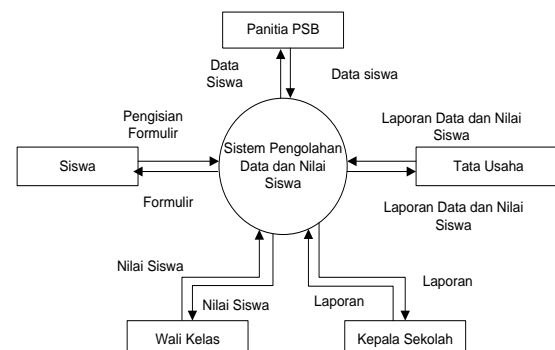 Panitia PSB
Data
Siswa
Data siswa
Pengisian
Formulir
Laporan Data dan Nilai
Siswa
Sistem Pengolahan
Data dan Nilai
Siswa
Siswa
Tata Usaha
Formulir
Laporan Data dan Nilai
Siswa
Nilai Siswa
Nilai Siswa
Laporan
Laporan
Wali Kelas
Kepala Sekolah